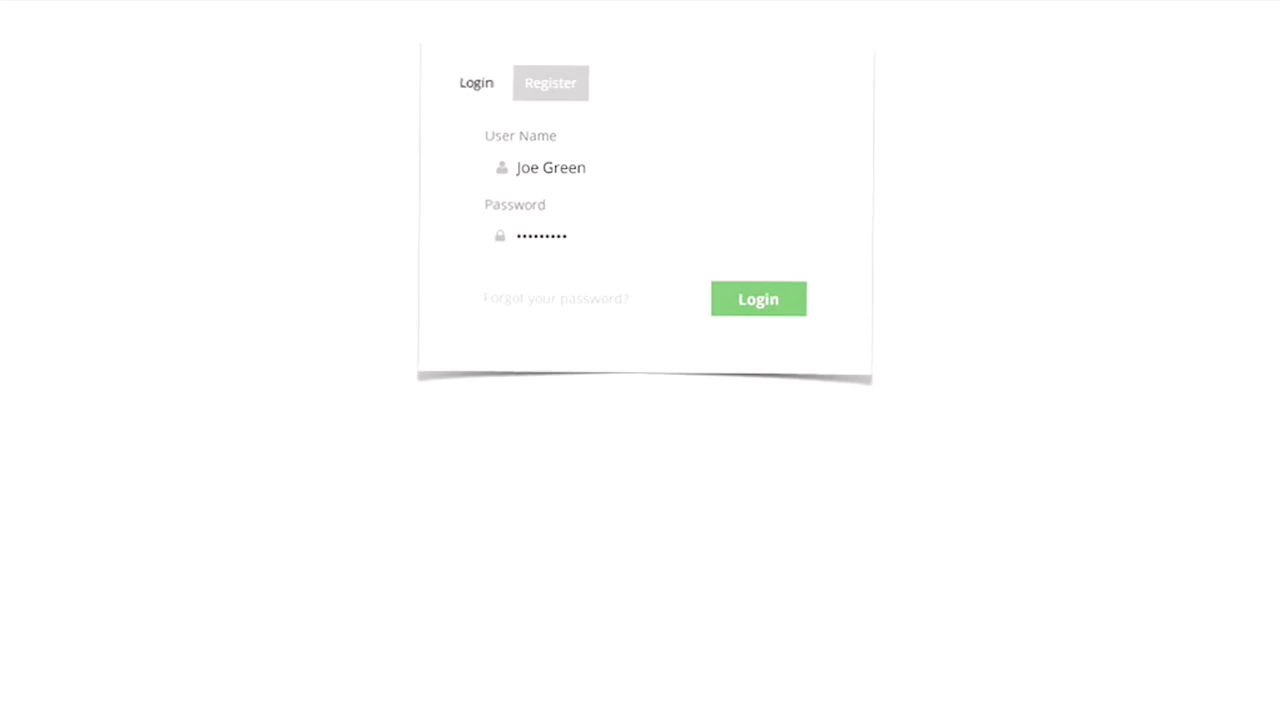 Login Register
User Name
Joe Green
Password
•••••••••
Forgot your password? Login